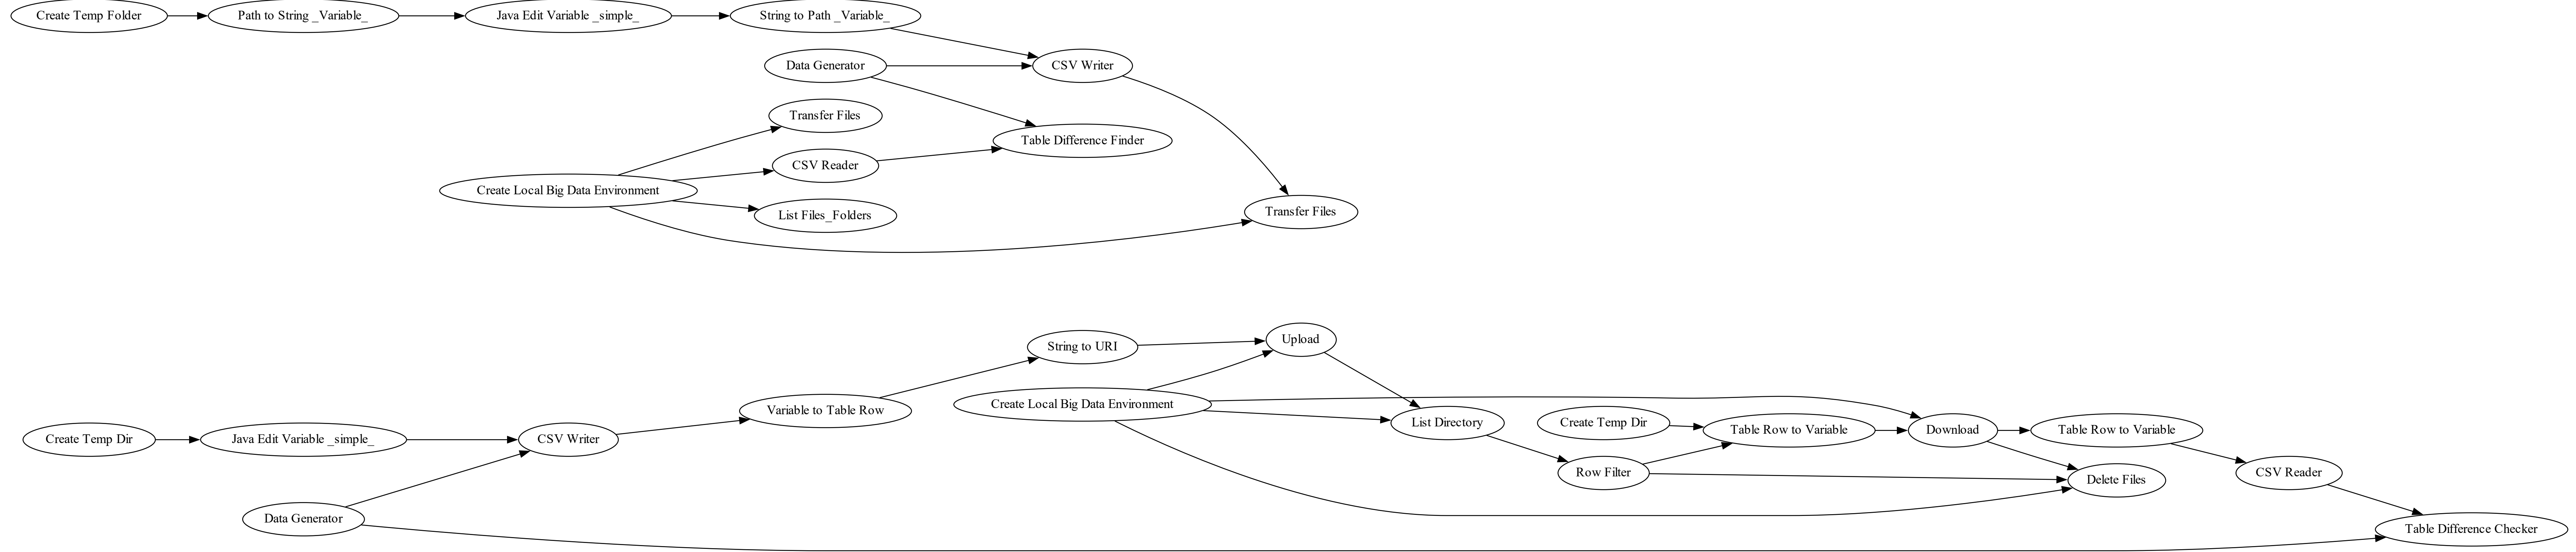 Create Temp Folder
Path to String _Variable_
Java Edit Variable _simple_
String to Path _Variable_
Data Generator
CSV Writer
Transfer Files
Table Difference Finder
CSV Reader
Create Local Big Data Environment
List Files_Folders
Transfer Files
String to URI
Upload
Create Local Big Data Environment
Variable to Table Row
List Directory
Create Temp Dir
Table Row to Variable
Download
Table Row to Variable
Create Temp Dir
Java Edit Variable _simple_
CSV Writer
Row Filter
Delete Files
CSV Reader
Data Generator
Table Difference Checker